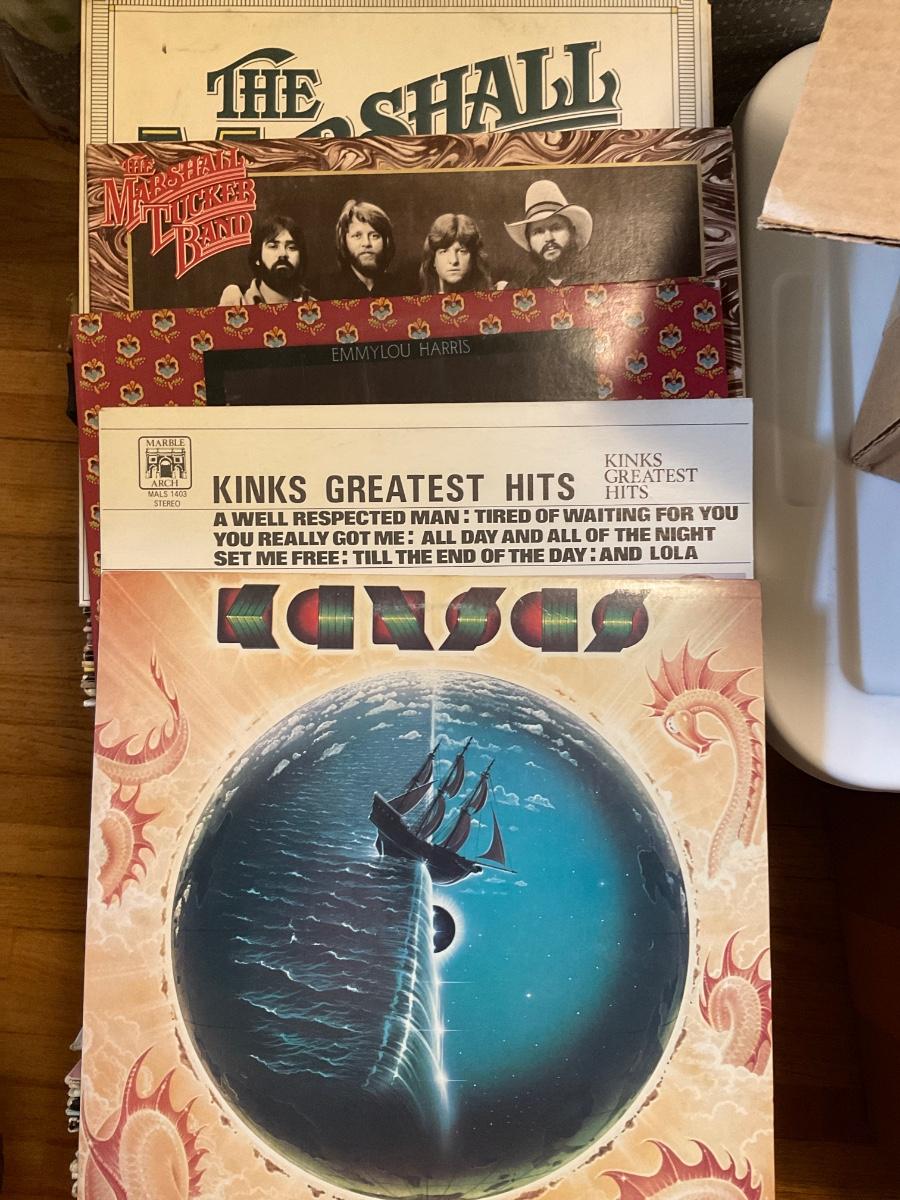 THE
MARSHALL
THE
MARSHALL
TUCKER
BAND
EMMYLOU HARRIS
MARBLE
ARCH
MALS 1403
STEREO
KINKS GREATEST HITS
KINKS
GREATEST
HITS
A WELL RESPECTED MAN : TIRED OF WAITING FOR YOU
YOU REALLY GOT ME : ALL DAY AND ALL OF THE NIGHT
SET ME FREE : TILL THE END OF THE DAY : AND LOLA
KANSAS